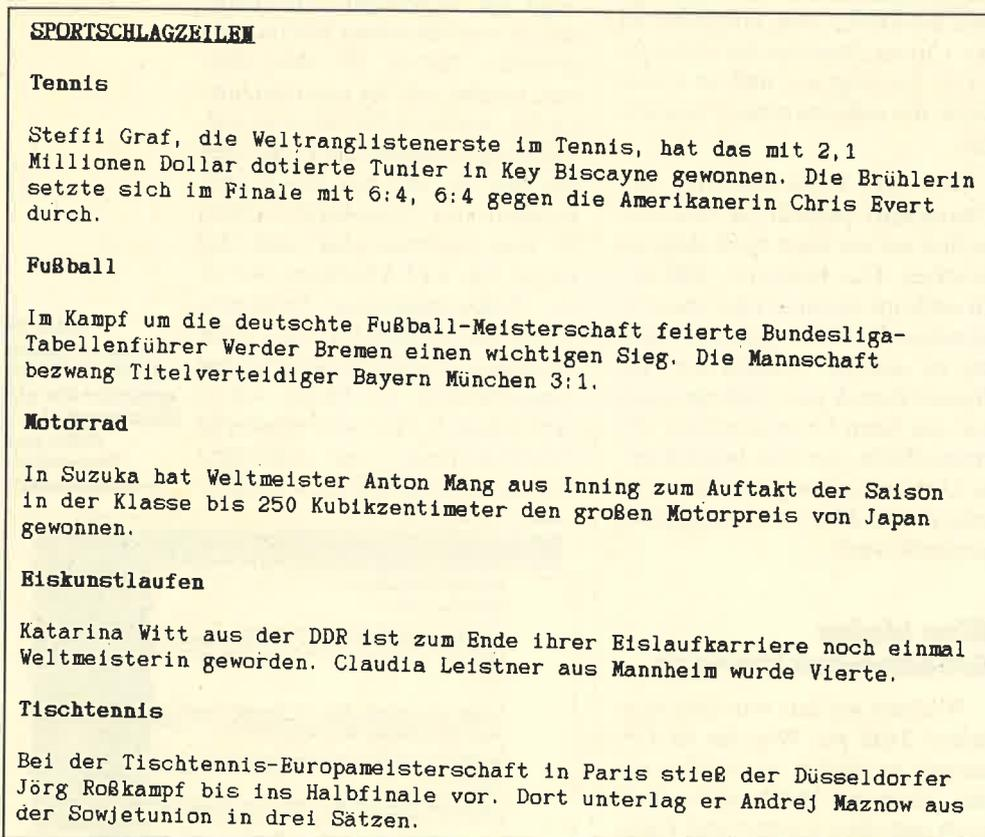 SPORTSCHLAGZEILEN
Tennis
Steffi Graf, die Weltranglistenerste im Tennis, hat das mit 2,1
Millionen Dollar dotierte Tunier in Key Biscayne gewonnen. Die Brühlerin
setzte sich im Finale mit 6:4, 6:4 gegen die Amerikanerin Chris Evert
durch.
Fußball
Im Kampf um die deutschte Fußball-Meisterschaft feierte Bundesliga-
Tabellenführer Werder Bremen einen wichtigen Sieg. Die Mannschaft
bezwang Titelverteidiger Bayern München 3:1.
Motorrad
In Suzuka hat Weltmeister Anton Mang aus Inning zum Auftakt der Saison
in der Klasse bis 250 Kubikzentimeter den großen Motorpreis von Japan
gewonnen.
Eiskunstlaufen
Katarina Witt aus der DDR ist zum Ende ihrer Eislaufkarriere noch einmal
Weltmeisterin geworden. Claudia Leistner aus Mannheim wurde Vierte.
Tischtennis
Bei der Tischtennis-Europameisterschaft in Paris stieß der Düsseldorfer
Jörg Roßkampf bis ins Halbfinale vor. Dort unterlag er Andrej Maznow aus
der Sowjetunion in drei Sätzen.